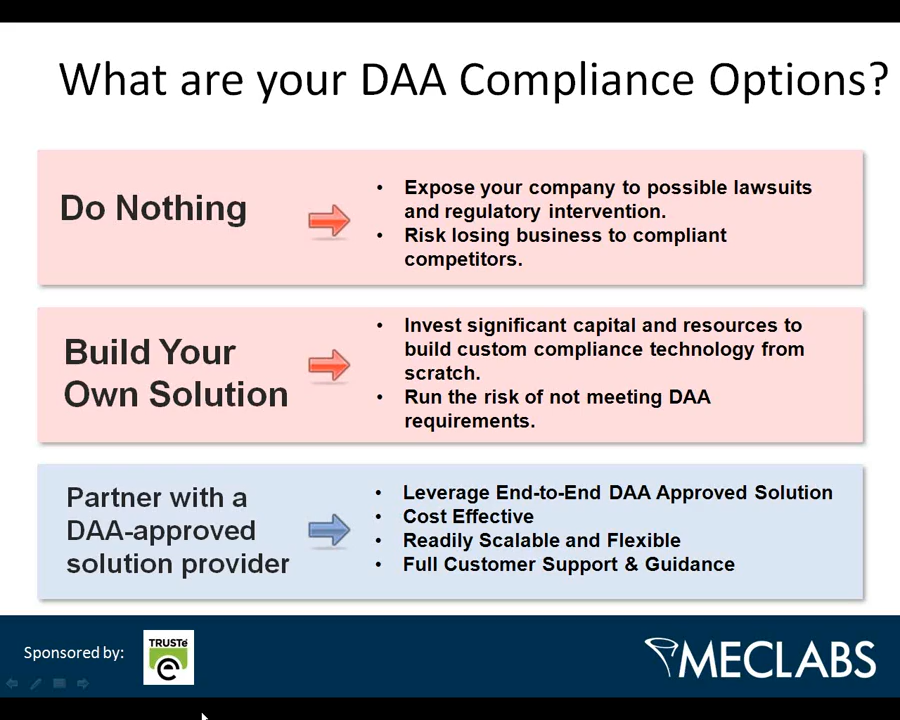 What are your DAA Compliance Options?
Do Nothing
• Expose your company to possible lawsuits
and regulatory intervention.
• Risk losing business to compliant
competitors.
Build Your
Own Solution
• Invest significant capital and resources to
build custom compliance technology from
scratch.
• Run the risk of not meeting DAA
requirements.
Partner with a
DAA-approved
solution provider
• Leverage End-to-End DAA Approved Solution
• Cost Effective
• Readily Scalable and Flexible
• Full Customer Support & Guidance
Sponsored by:
TRUSTe
e
MECLABS